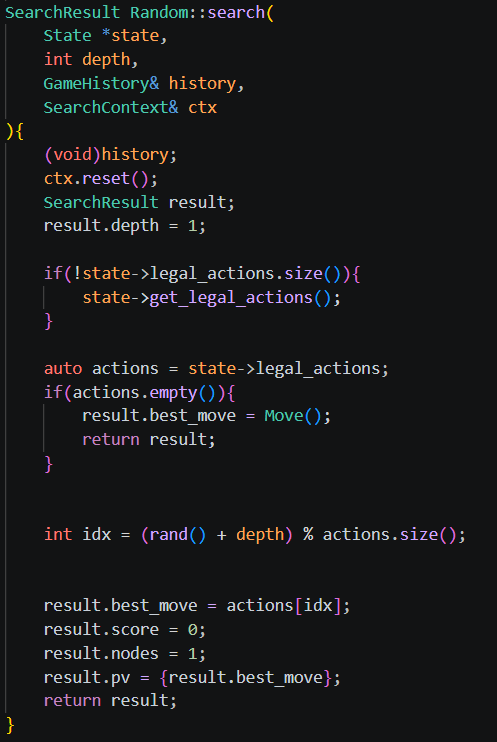 SearchResult Random::search(
    State *state,
    int depth,
    GameHistory& history,
    SearchContext& ctx
){
    (void)history;
    ctx.reset();
    SearchResult result;
    result.depth = 1;

    if(!state->legal_actions.size()){
        state->get_legal_actions();
    }

    auto actions = state->legal_actions;
    if(actions.empty()){
        result.best_move = Move();
        return result;
    }


    int idx = (rand() + depth) % actions.size();


    result.best_move = actions[idx];
    result.score = 0;
    result.nodes = 1;
    result.pv = {result.best_move};
    return result;
}